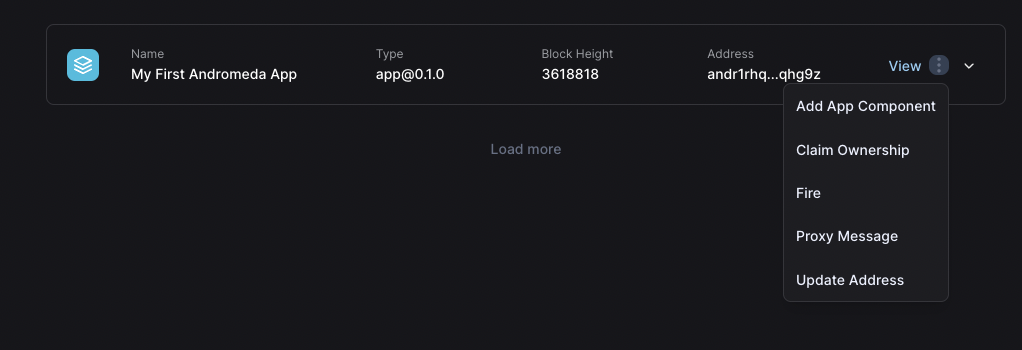 Name
My First Andromeda App
Type
app@0.1.0
Block Height
3618818
Address
andr1rhq...qhg9z
View
Add App Component
Claim Ownership
Fire
Proxy Message
Update Address
Load more